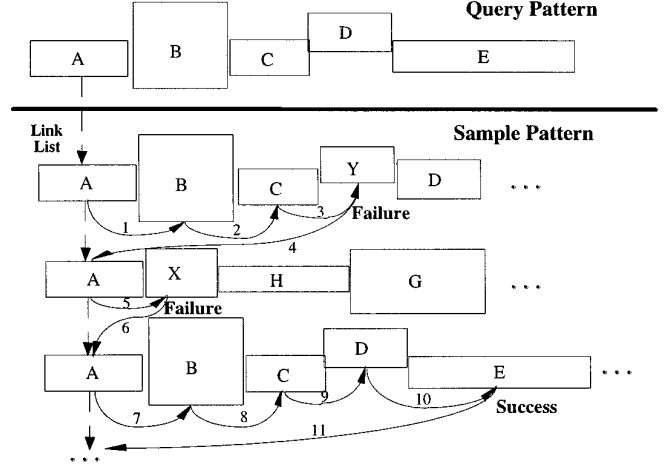 Query Pattern
A B C D E
Sample Pattern
Link
List
A B C Y D . . .
1 2 3 Failure
4
A X H G . . .
5 Failure
6
A B C D E . . .
7 8 9 10 Success
11
. . .